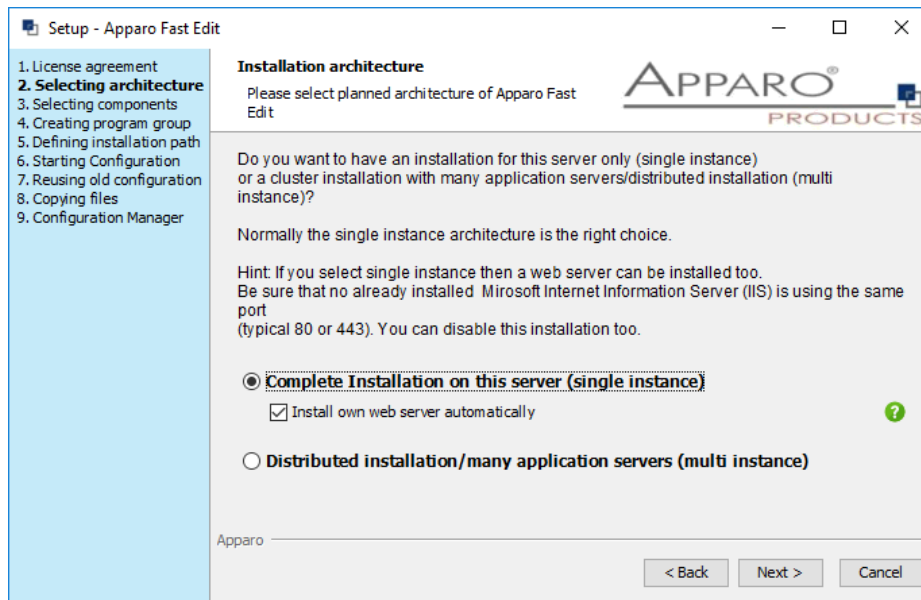 Setup - Apparo Fast Edit
1. License agreement
2. Selecting architecture
3. Selecting components
4. Creating program group
5. Defining installation path
6. Starting Configuration
7. Reusing old configuration
8. Copying files
9. Configuration Manager
Installation architecture
Please select planned architecture of Apparo Fast
Edit
APPARO®
PRODUCTS
Do you want to have an installation for this server only (single instance)
or a cluster installation with many application servers/distributed installation (multi
instance)?
Normally the single instance architecture is the right choice.
Hint: If you select single instance then a web server can be installed too.
Be sure that no already installed  Mirosoft Internet Information Server (IIS) is using the same
port
(typical 80 or 443). You can disable this installation too.
Complete Installation on this server (single instance)
Install own web server automatically
?
Distributed installation/many application servers (multi instance)
Apparo
< Back
Next >
Cancel